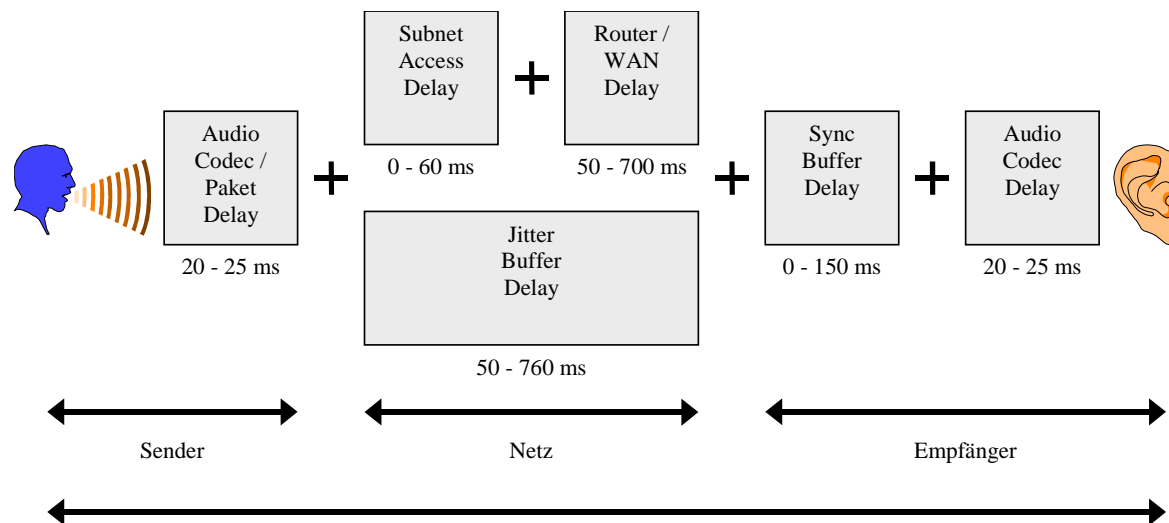 Subnet
Access
Delay
0 - 60 ms
Router /
WAN
Delay
50 - 700 ms
Audio
Codec /
Paket
Delay
20 - 25 ms
Jitter
Buffer
Delay
50 - 760 ms
Sync
Buffer
Delay
0 - 150 ms
Audio
Codec
Delay
20 - 25 ms
Sender
Netz
Empfänger